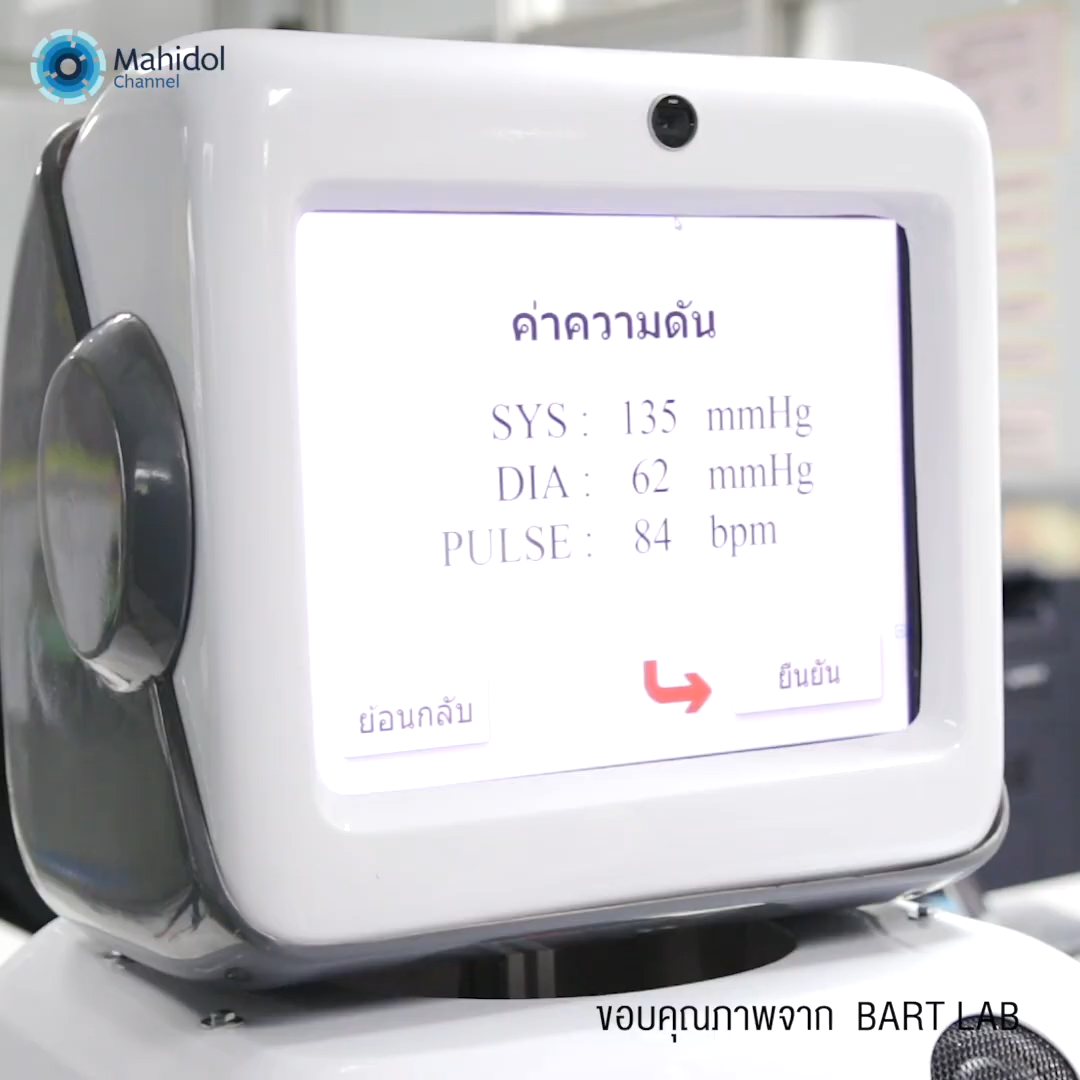 Mahidol
Channel
ค่าความดัน
SYS : 135 mmHg
DIA : 62 mmHg
PULSE : 84 bpm
ย้อนกลับ
ยืนยัน
ขอบคุณภาพจาก BART LAB